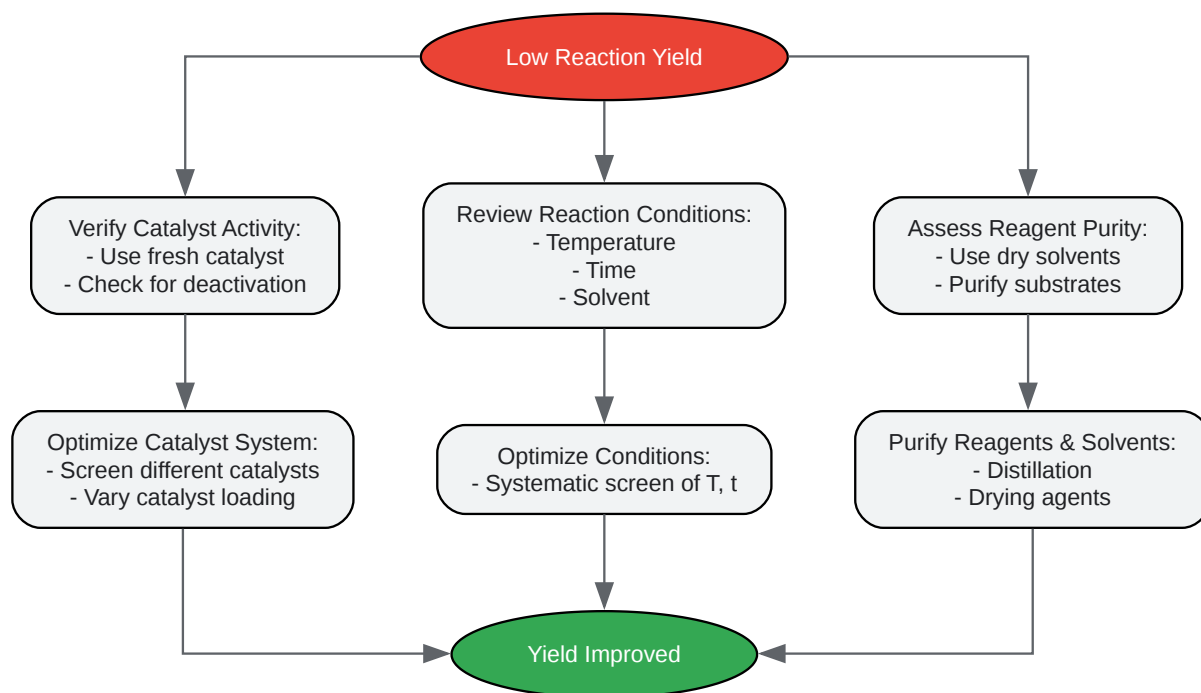 Low Reaction Yield
Verify Catalyst Activity:
- Use fresh catalyst
- Check for deactivation
Review Reaction Conditions:
- Temperature
- Time
- Solvent
Assess Reagent Purity:
- Use dry solvents
- Purify substrates
Optimize Catalyst System:
- Screen different catalysts
- Vary catalyst loading
Optimize Conditions:
- Systematic screen of T, t
Purify Reagents & Solvents:
- Distillation
- Drying agents
Yield Improved